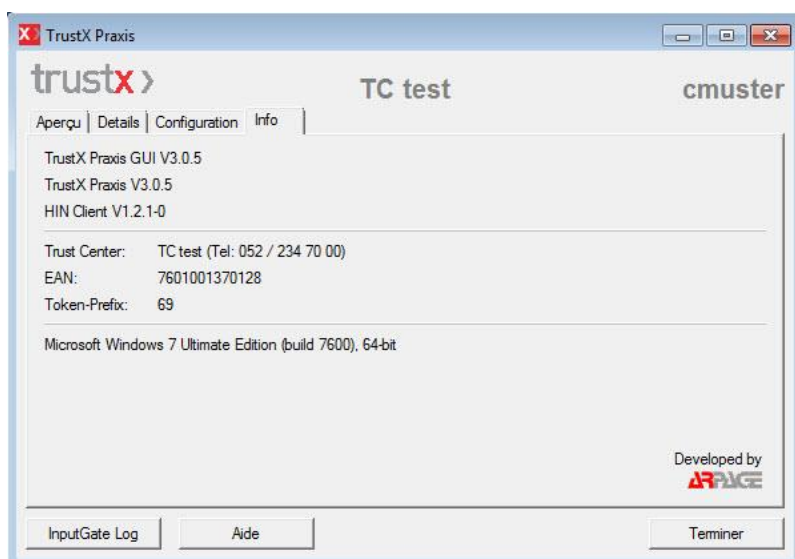 TrustX Praxis
trustx
TC test
cmuster
Aperçu Details Configuration Info
TrustX Praxis GUI V3.0.5
TrustX Praxis V3.0.5
HIN Client V1.2.1-0
Trust Center: TC test (Tel: 052 / 234 70 00)
EAN: 7601001370128
Token-Prefix: 69
Microsoft Windows 7 Ultimate Edition (build 7600), 64-bit
Developed by
ARPAGE
InputGate Log Aide Terminer